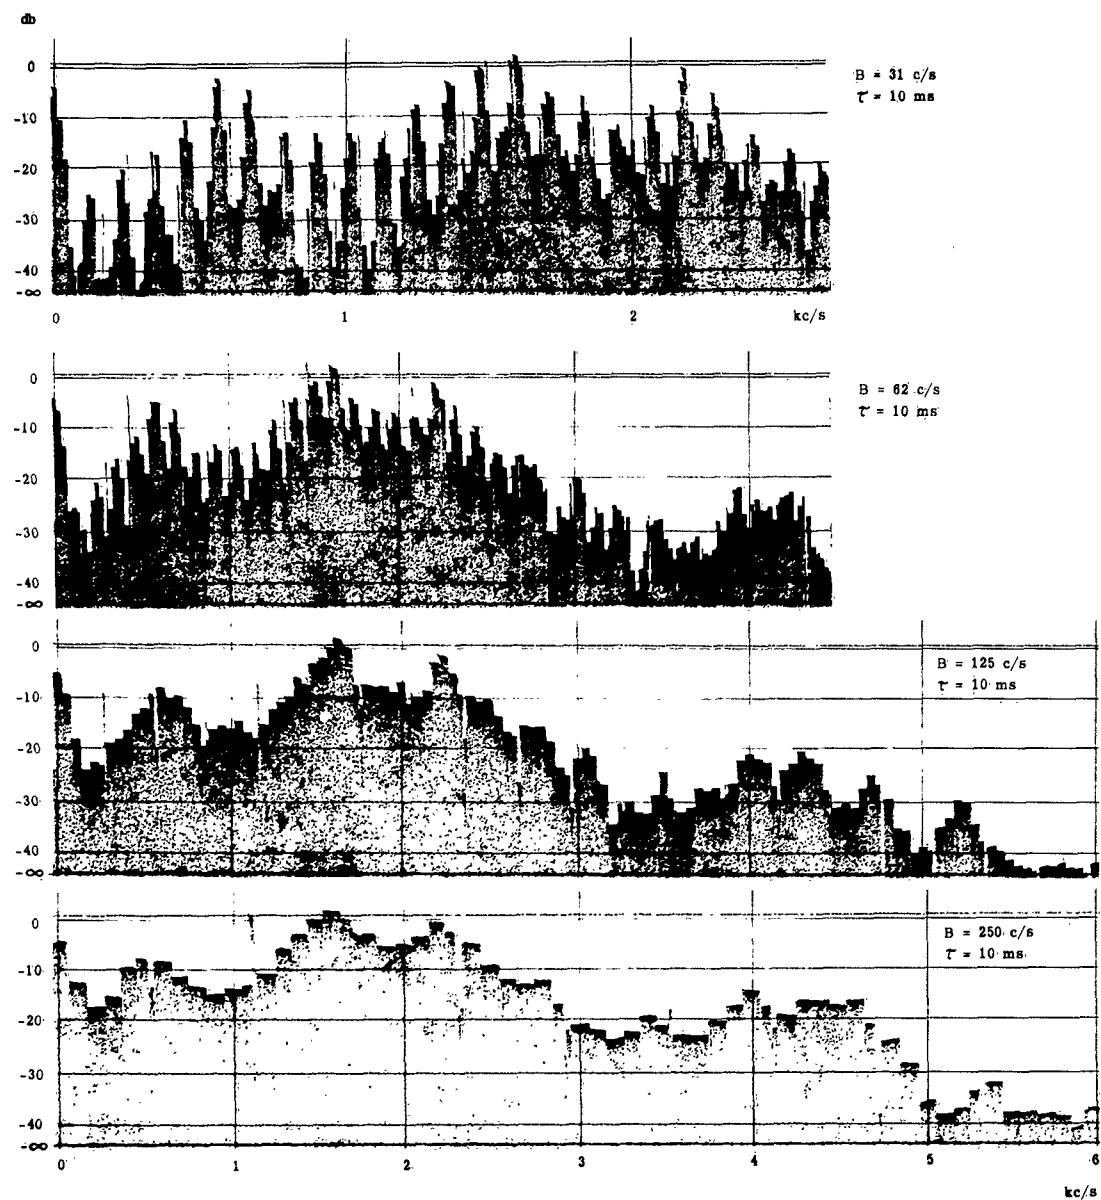 db
0
B = 31 c/s
τ = 10 ms
-10
-20
-30
-40
-∞
0 1 2 kc/s
0
B = 62 c/s
τ = 10 ms
-10
-20
-30
-40
-∞
0
B = 125 c/s
τ = 10 ms
-10
-20
-30
-40
-∞
0
B = 250 c/s
τ = 10 ms
-10
-20
-30
-40
-∞
0 1 2 3 4 5 6
kc/s